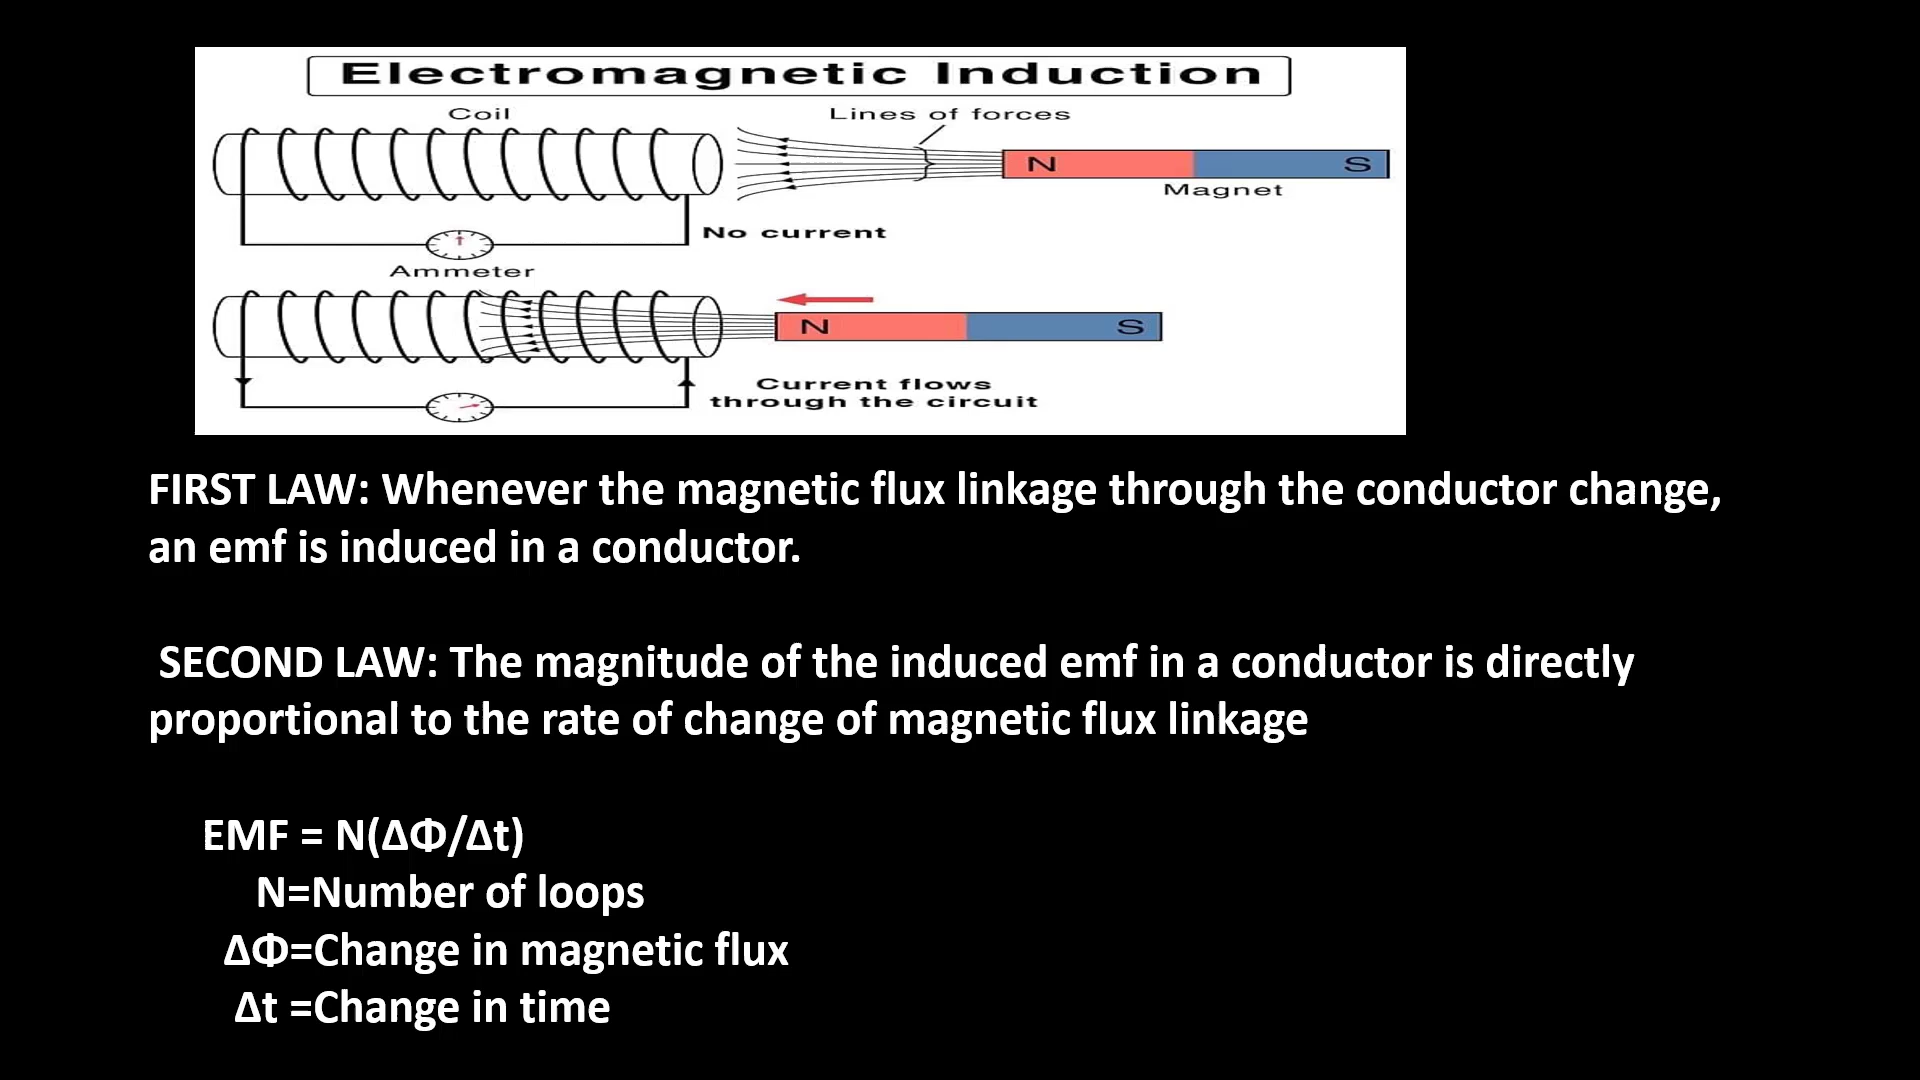 Electromagnetic Induction
Coil
Lines of forces
N
S
Magnet
No current
Ammeter
N
S
Current flows
through the circuit
FIRST LAW: Whenever the magnetic flux linkage through the conductor change,
an emf is induced in a conductor.
SECOND LAW: The magnitude of the induced emf in a conductor is directly
proportional to the rate of change of magnetic flux linkage
EMF = N(ΔΦ/Δt)
N=Number of loops
ΔΦ=Change in magnetic flux
Δt =Change in time